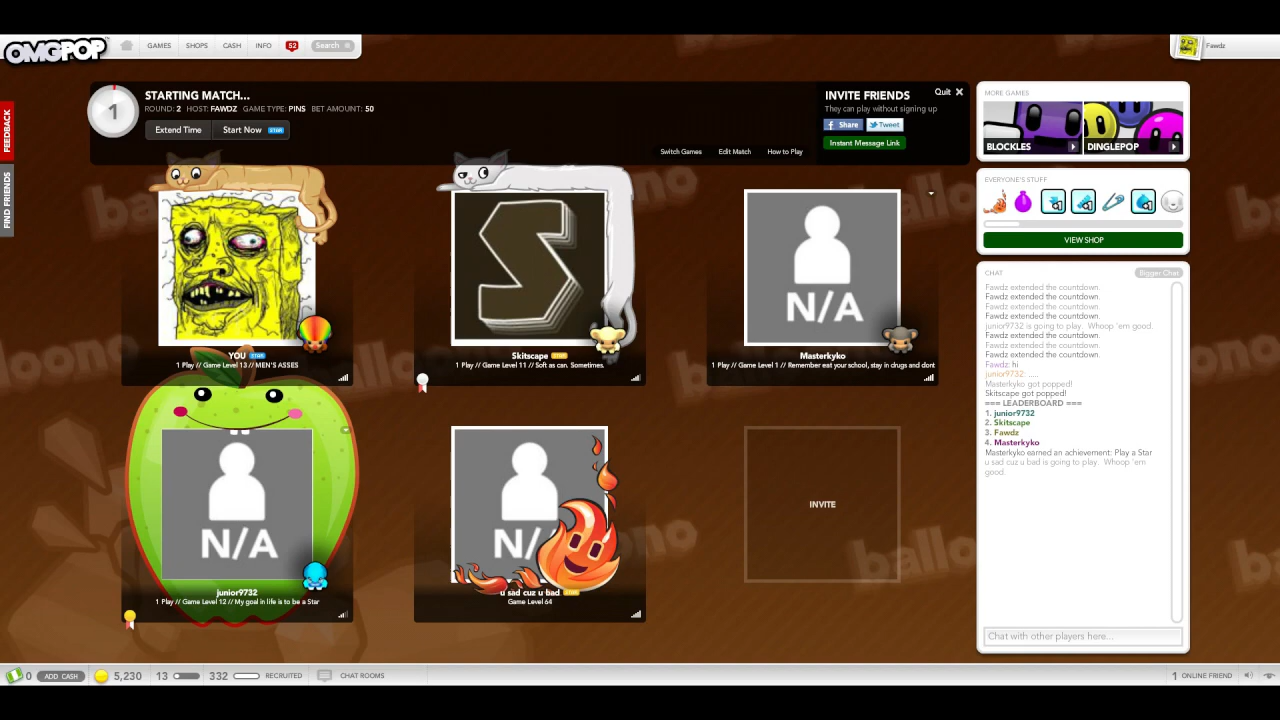 OMGPOP
GAMES
SHOPS
CASH
INFO
52
Search
Fawdz
FEEDBACK
FIND FRIENDS
1
STARTING MATCH...
ROUND: 2 HOST: FAWDZ GAME TYPE: PINS BET AMOUNT: 50
Extend Time
Start Now STAR
INVITE FRIENDS
Quit
They can play without signing up
Share
Tweet
Instant Message Link
Switch Games
Edit Match
How to Play
MORE GAMES
BLOCKLES
DINGLEPOP
EVERYONE'S STUFF
VIEW SHOP
balloono
YOU STAR
1 Play // Game Level 13 // MEN'S ASSES
S
Skitscape STAR
1 Play // Game Level 11 // Soft as can. Sometimes.
N/A
Masterkyko
1 Play // Game Level 1 // Remember eat your school, stay in drugs and dont
N/A
junior9732
1 Play // Game Level 12 // My goal in life is to be a Star
N/
u sad cuz u bad STAR
Game Level 64
INVITE
CHAT
Bigger Chat
Fawdz extended the countdown.
Fawdz extended the countdown.
Fawdz extended the countdown.
Fawdz extended the countdown.
junior9732 is going to play. Whoop 'em good.
Fawdz extended the countdown.
Fawdz extended the countdown.
Fawdz extended the countdown.
Fawdz: hi
junior9732: .....
Masterkyko got popped!
Skitscape got popped!
=== LEADERBOARD ===
1. junior9732
2. Skitscape
3. Fawdz
4. Masterkyko
Masterkyko earned an achievement: Play a Star
u sad cuz u bad is going to play. Whoop 'em
good.
Chat with other players here...
0
ADD CASH
5,230
13
332
RECRUITED
CHAT ROOMS
1 ONLINE FRIEND